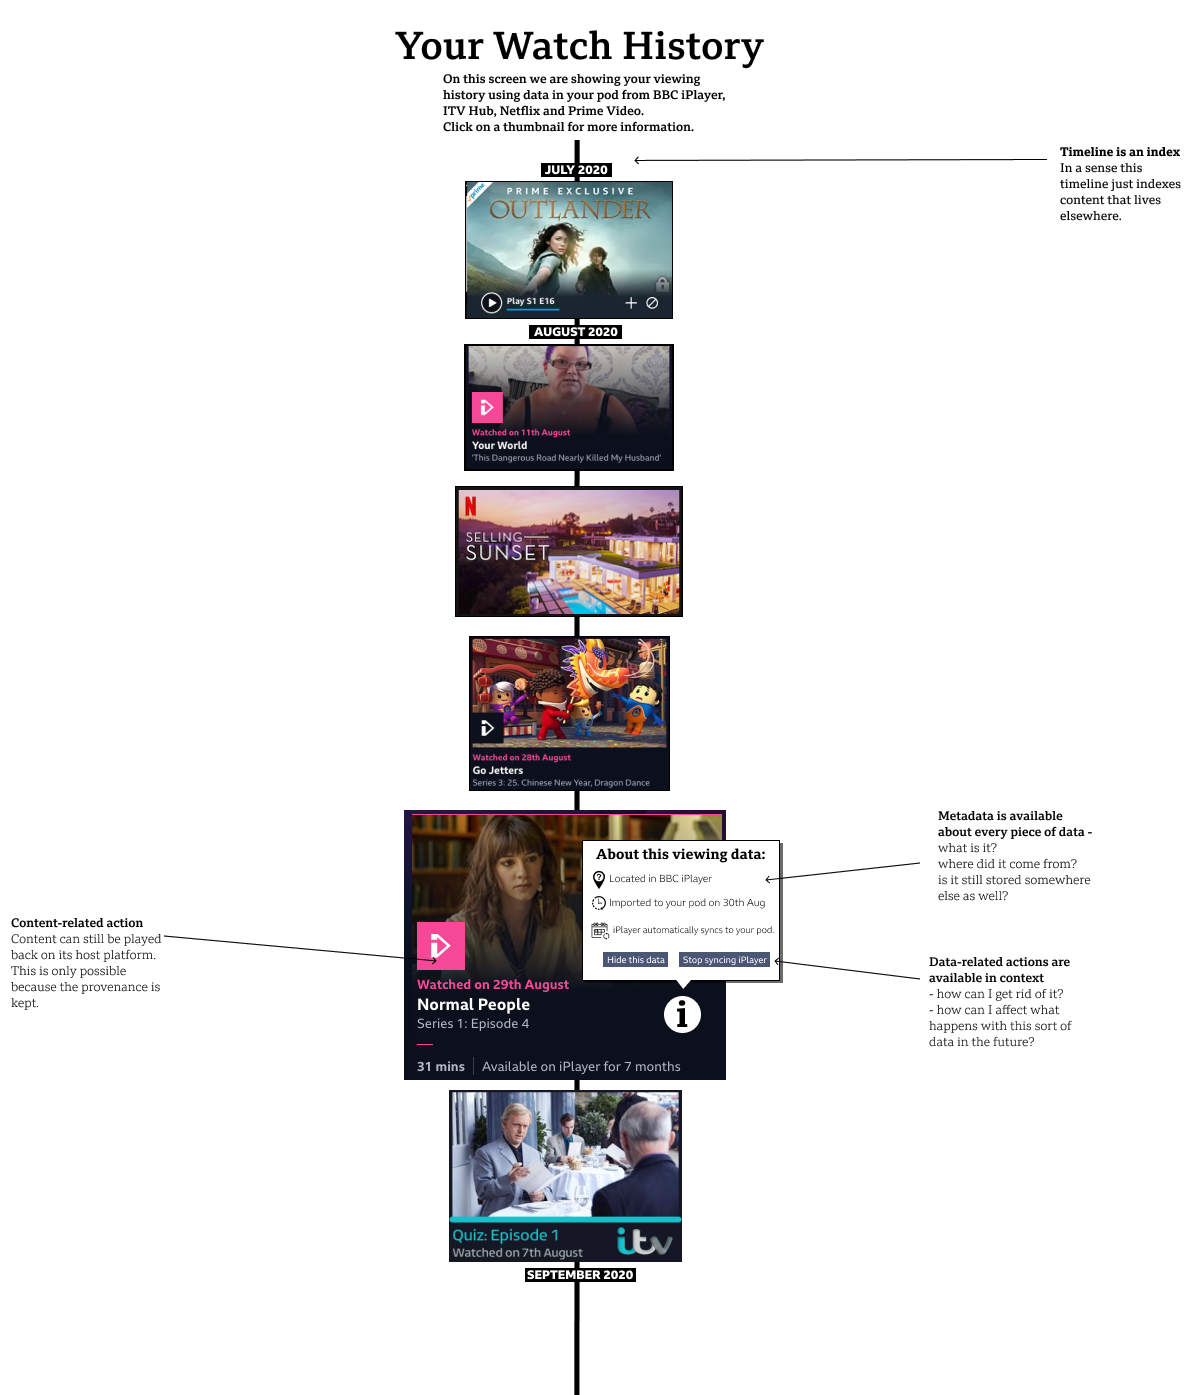 Your Watch History
On this screen we are showing your viewing
history using data in your pod from BBC iPlayer,
ITV Hub, Netflix and Prime Video.
Click on a thumbnail for more information.
Timeline is an index
In a sense this
timeline just indexes
content that lives
elsewhere.
JULY 2020
prime
PRIME EXCLUSIVE
OUTLANDER
Play S1 E16
AUGUST 2020
Watched on 11th August
Your World
'This Dangerous Road Nearly Killed My Husband'
N
SELLING
SUNSET
Watched on 28th August
Go Jetters
Series 3: 25. Chinese New Year, Dragon Dance
Metadata is available
about every piece of data -
what is it?
where did it come from?
is it still stored somewhere
else as well?
About this viewing data:
Located in BBC iPlayer
Imported to your pod on 30th Aug
iPlayer automatically syncs to your pod.
Hide this data
Stop syncing iPlayer
Content-related action
Content can still be played
back on its host platform.
This is only possible
because the provenance is
kept.
Data-related actions are
available in context
- how can I get rid of it?
- how can I affect what
happens with this sort of
data in the future?
Watched on 29th August
Normal People
Series 1: Episode 4
i
31 mins | Available on iPlayer for 7 months
Quiz: Episode 1
Watched on 7th August
itv
SEPTEMBER 2020